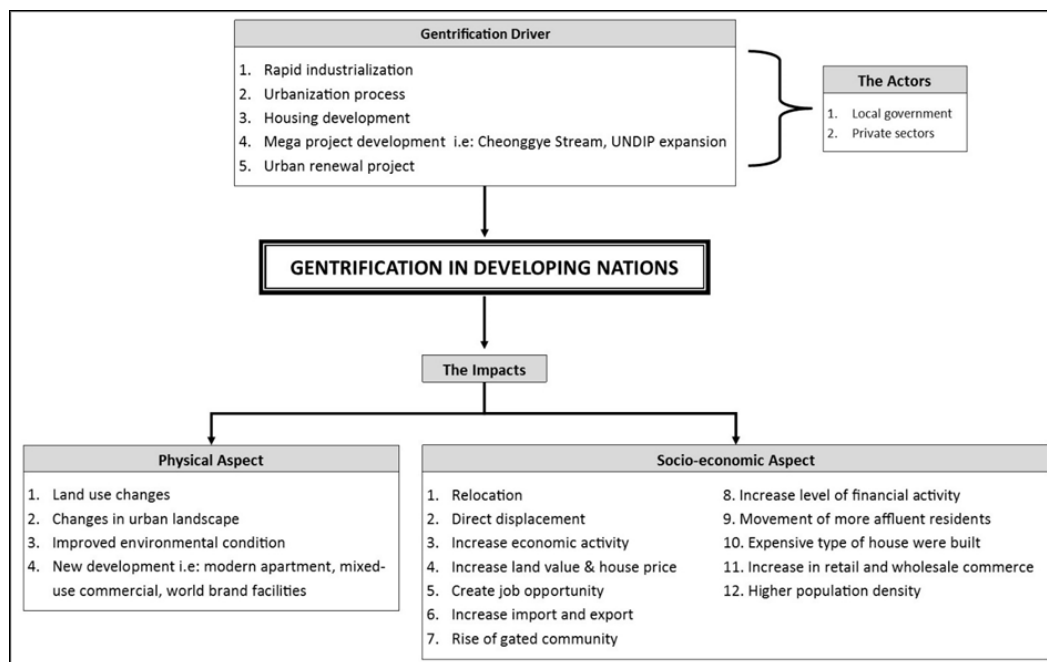 Gentrification Driver
1. Rapid industrialization
2. Urbanization process
3. Housing development
4. Mega project development i.e: Cheonggye Stream, UNDIP expansion
5. Urban renewal project
The Actors
1. Local government
2. Private sectors
GENTRIFICATION IN DEVELOPING NATIONS
The Impacts
Physical Aspect
1. Land use changes
2. Changes in urban landscape
3. Improved environmental condition
4. New development i.e: modern apartment, mixed-
use commercial, world brand facilities
Socio-economic Aspect
1. Relocation
2. Direct displacement
3. Increase economic activity
4. Increase land value & house price
5. Create job opportunity
6. Increase import and export
7. Rise of gated community
8. Increase level of financial activity
9. Movement of more affluent residents
10. Expensive type of house were built
11. Increase in retail and wholesale commerce
12. Higher population density